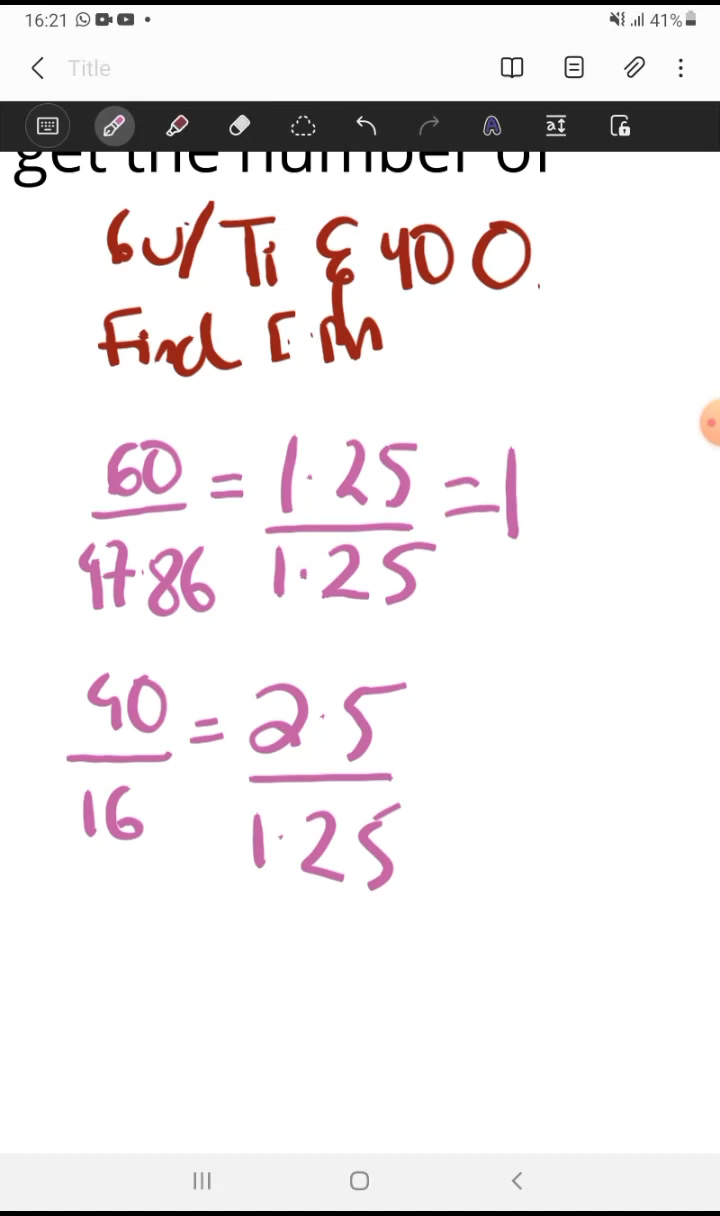 16:21 41%
Title
get the number of
60/Ti & 40 O.
Find E.m
60/47.86 = 1.25/1.25 = 1
40/16 = 2.5/1.25